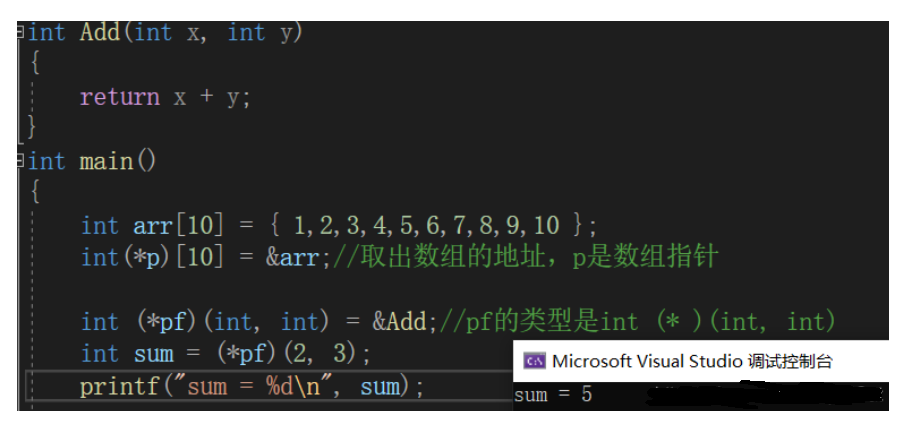 int Add(int x, int y)
{
return x + y;
}
int main()
{
int arr[10] = { 1,2,3,4,5,6,7,8,9,10 };
int(*p)[10] = &arr;//取出数组的地址，p是数组指针
int (*pf)(int, int) = &Add;//pf的类型是int (* )(int, int)
int sum = (*pf)(2, 3);
printf("sum = %d\n", sum);
Microsoft Visual Studio 调试控制台
sum = 5